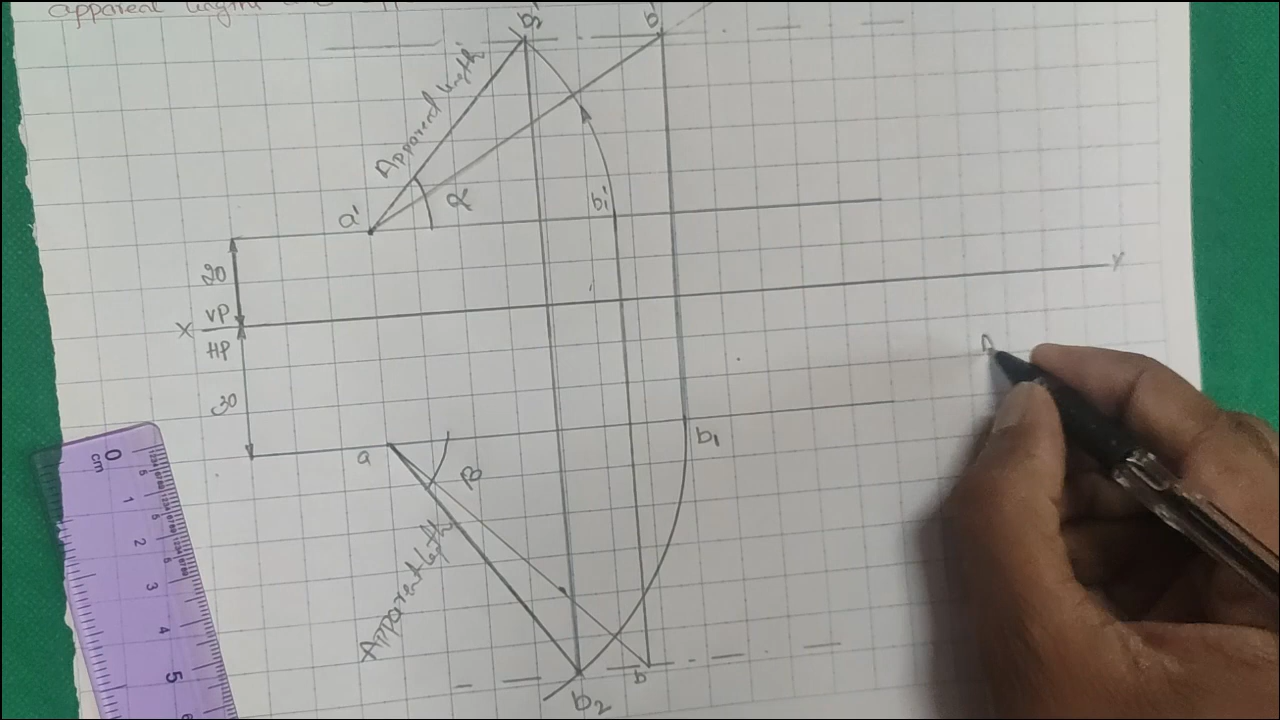 apparent lengths
b2'
b'
Apparent length
a'
α
b1'
20
X
VP
HP
Y
30
a
β
b1
Apparent length
b
b2
0
cm
1
2
3
4
5